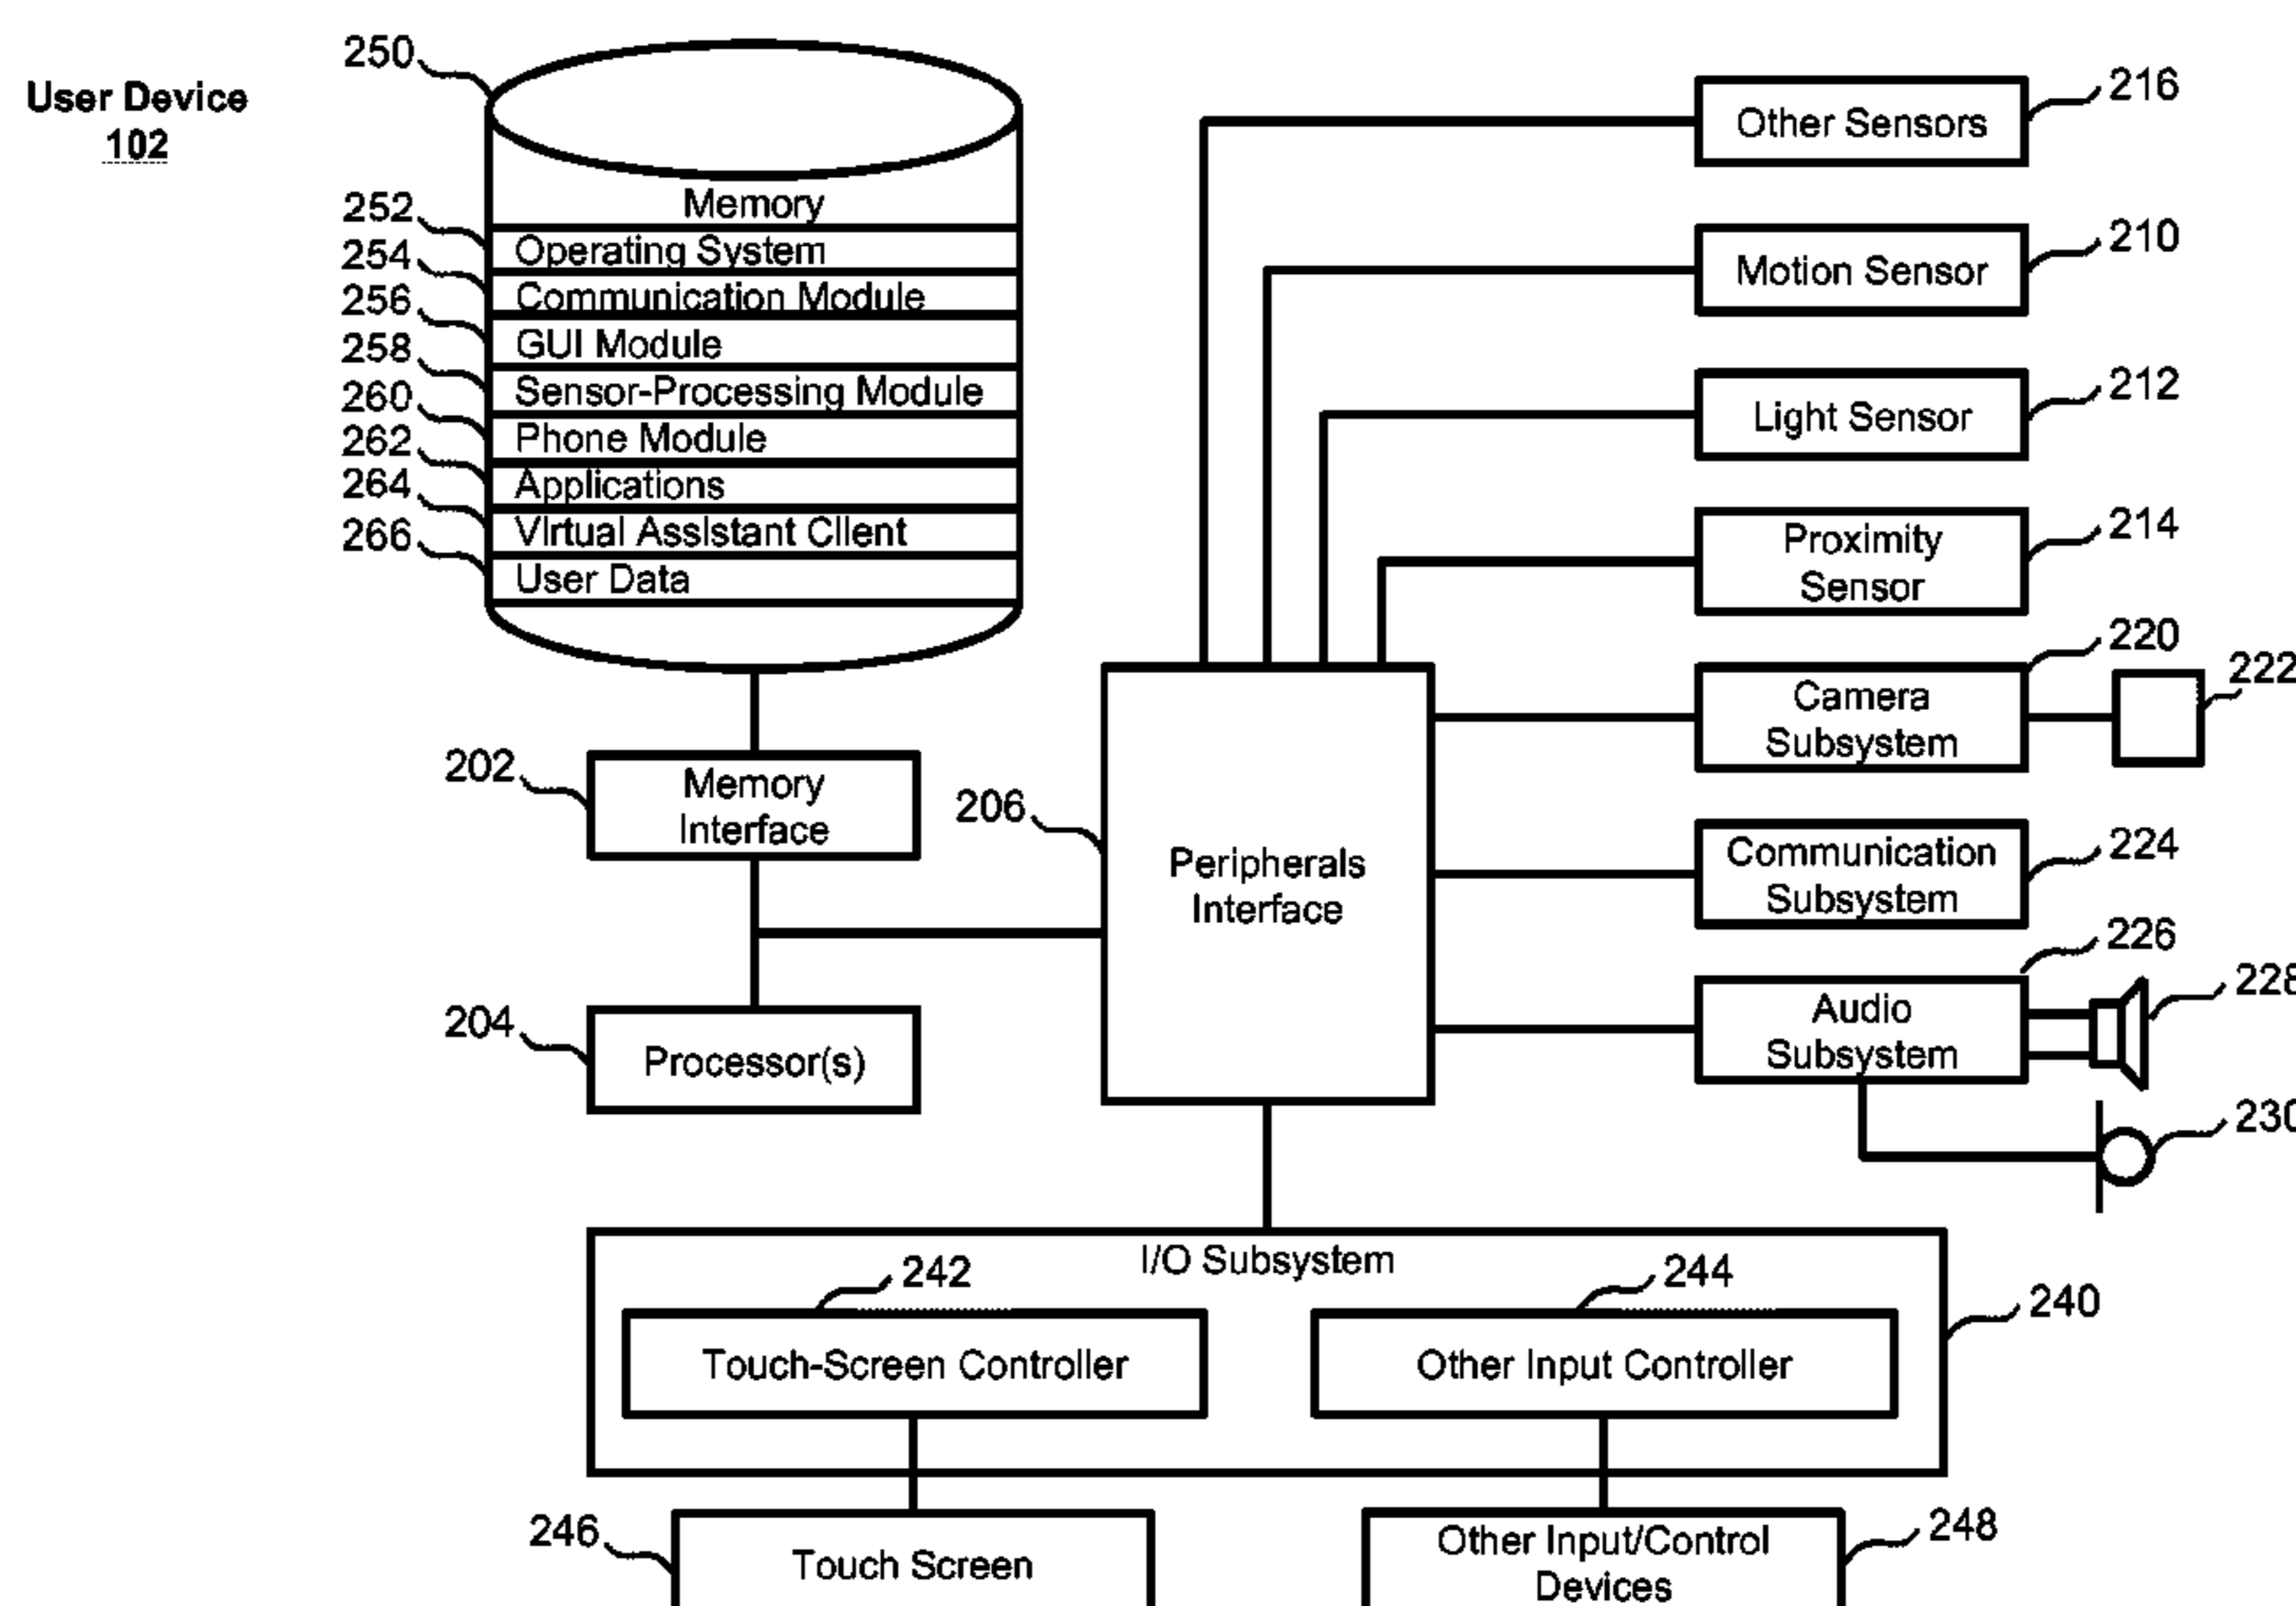 User Device
102
250
Memory
252
Operating System
254
Communication Module
256
GUI Module
258
Sensor-Processing Module
260
Phone Module
262
Applications
264
Virtual Assistant Client
266
User Data
202
Memory
Interface
204
Processor(s)
206
Peripherals
Interface
Other Sensors
216
Motion Sensor
210
Light Sensor
212
Proximity
Sensor
214
Camera
Subsystem
220
222
Communication
Subsystem
224
Audio
Subsystem
226
228
230
I/O Subsystem
240
242
Touch-Screen Controller
244
Other Input Controller
246
Touch Screen
Other Input/Control
Devices
248